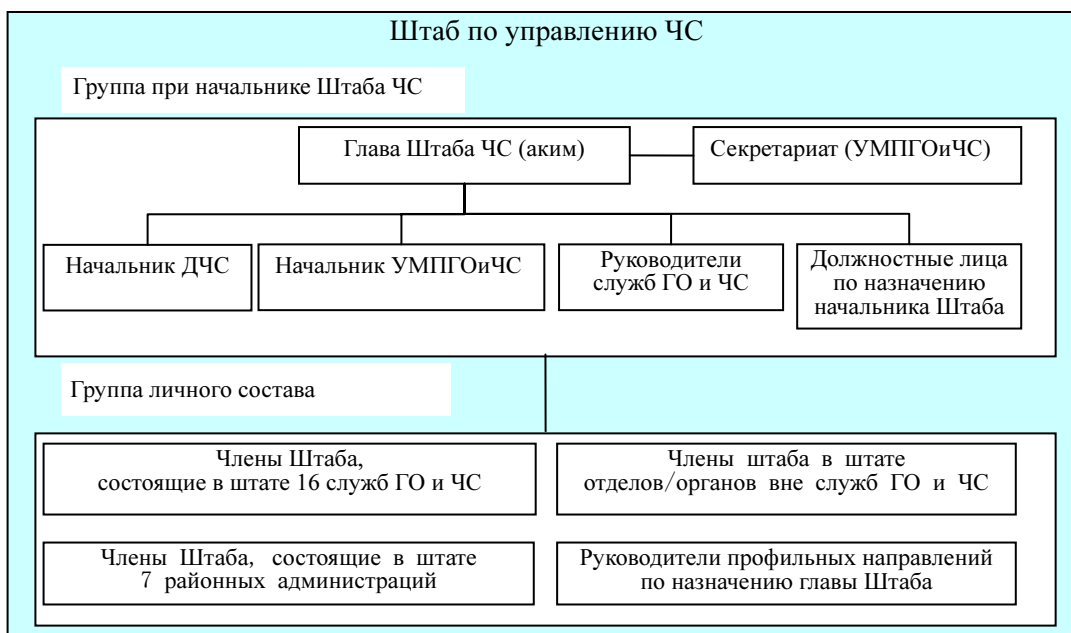 Штаб по управлению ЧС
Группа при начальнике Штаба ЧС
Глава Штаба ЧС (аким)
Секретариат (УМПГОиЧС)
Начальник ДЧС
Начальник УМПГОиЧС
Руководители
служб ГО и ЧС
Должностные лица
по назначению
начальника Штаба
Группа личного состава
Члены Штаба,
состоящие в штате 16 служб ГО и ЧС
Члены штаба в штате
отделов/органов вне служб ГО и ЧС
Члены Штаба, состоящие в штате
7 районных администраций
Руководители профильных направлений
по назначению главы Штаба